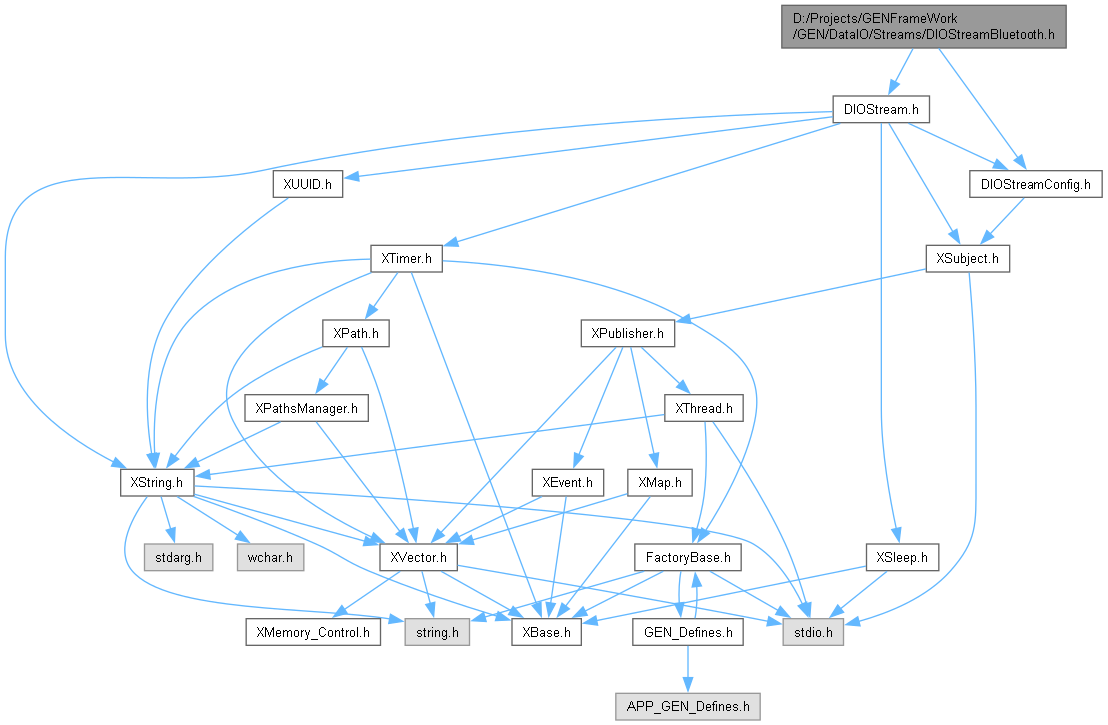 D:/Projects/GENFrameWork
/GEN/DataIO/Streams/DIOStreamBluetooth.h
DIOStream.h
XUUID.h
DIOStreamConfig.h
XTimer.h
XSubject.h
XPath.h
XPublisher.h
XPathsManager.h
XThread.h
XString.h
XEvent.h
XMap.h
stdarg.h
wchar.h
XVector.h
FactoryBase.h
XSleep.h
XMemory_Control.h
string.h
XBase.h
GEN_Defines.h
stdio.h
APP_GEN_Defines.h